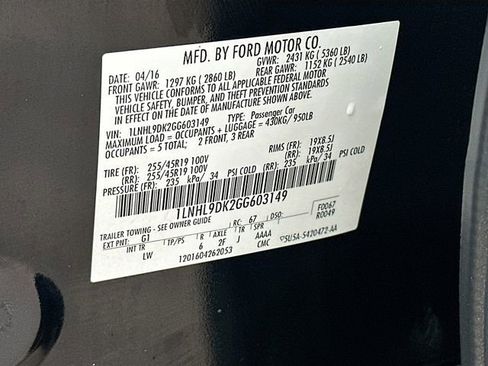 MFD. BY FORD MOTOR CO.
DATE: 04/16 GVWR: 2431 KG ( 5360 LB)
FRONT GAWR: 1297 KG ( 2860 LB) REAR GAWR: 1152 KG ( 2540 LB)
THIS VEHICLE CONFORMS TO ALL APPLICABLE FEDERAL MOTOR
VEHICLE SAFETY, BUMPER, AND THEFT PREVENTION STANDARDS
IN EFFECT ON THE DATE OF MANUFACTURE SHOWN ABOVE.
VIN: 1LNHL9DK2GG603149 TYPE: Passenger Car
MAXIMUM LOAD = OCCUPANTS + LUGGAGE = 430KG/ 950LB
OCCUPANTS = 5 TOTAL: 2 FRONT, 3 REAR
TIRE (FR): 255/45R19 100V RIMS (FR): 19X8.5J
(RR): 255/45R19 100V (RR): 19X8.5J
PRESSURE (FR): 235 kPa/ 34 PSI COLD (RR): 235 kPa/ 34 PSI COLD
1LNHL9DK2GG603149
TRAILER TOWING - SEE OWNER GUIDE RC: 67 DSO: F0067
EXT PNT: G1 R0049
INT TR TP/PS R AXLE TR SPR
LW 6 2F J AAAA
1201604262053 CMC 5U5A-5420472-AA